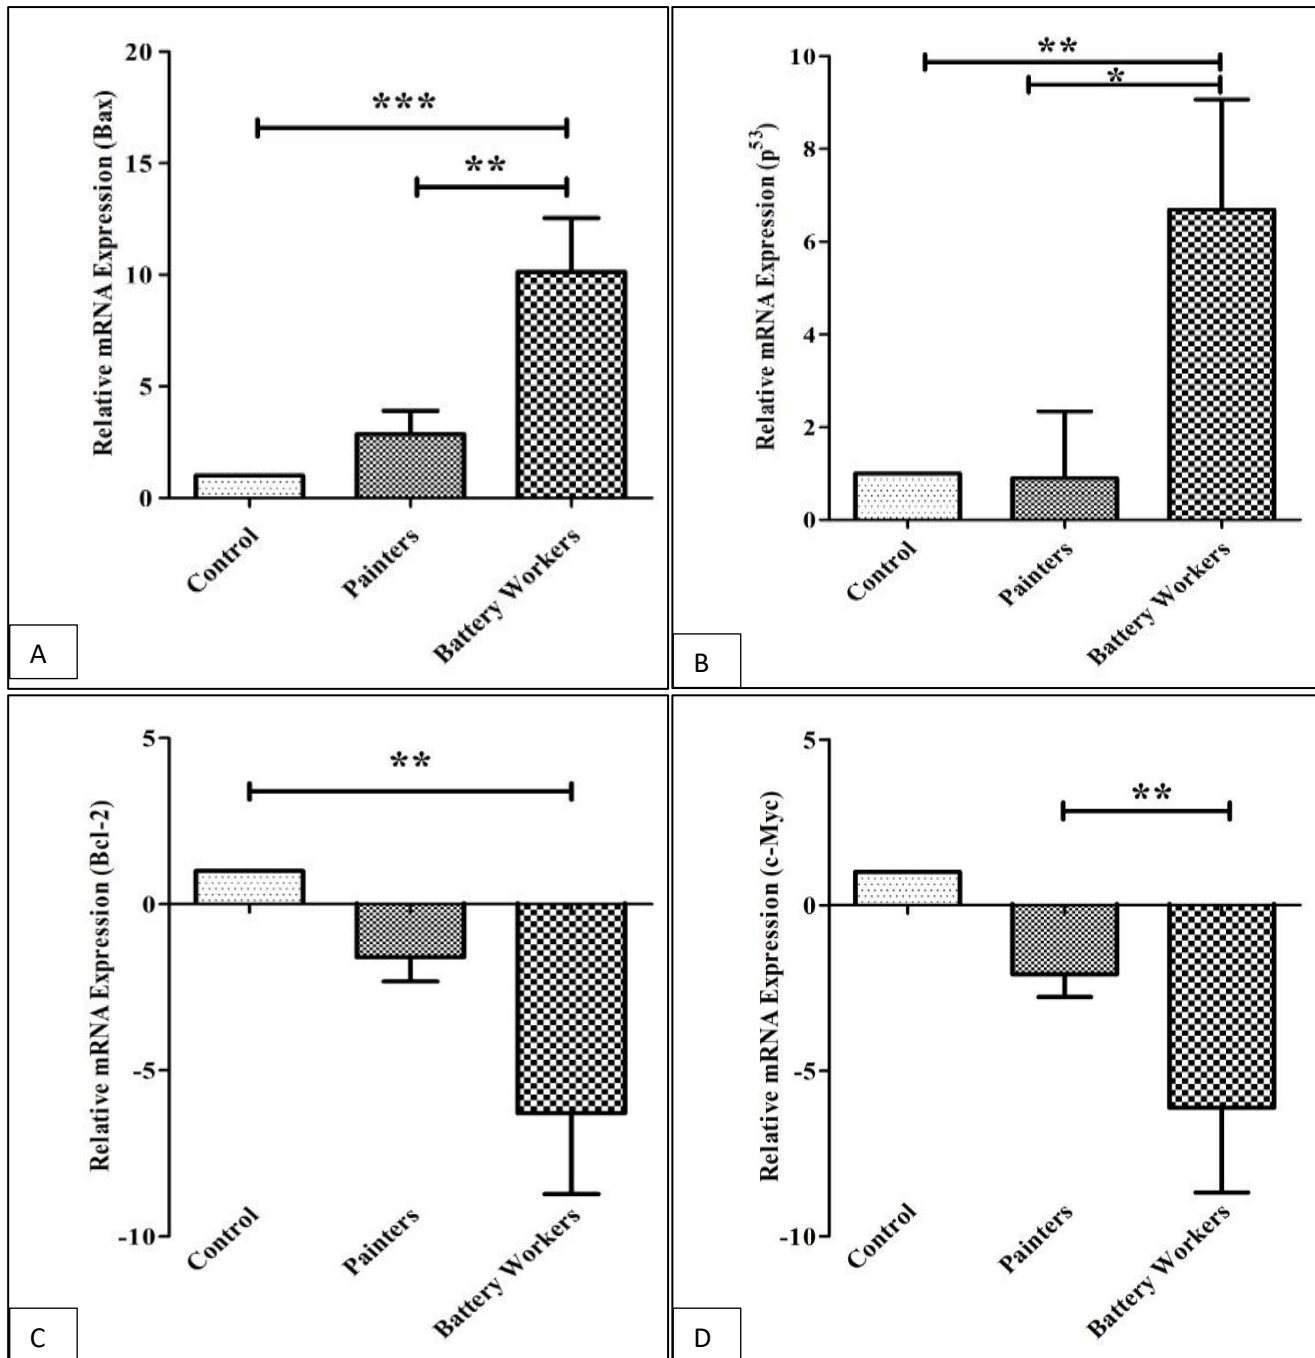 Relative mRNA Expression (Bax)
20
15
10
5
0
***
**
Control
Painters
Battery Workers
A
Relative mRNA Expression (p53)
10
8
6
4
2
0
**
*
Control
Painters
Battery Workers
B
Relative mRNA Expression (Bcl-2)
5
0
-5
-10
**
Control
Painters
Battery Workers
C
Relative mRNA Expression (c-Myc)
5
0
-5
-10
**
Control
Painters
Battery Workers
D